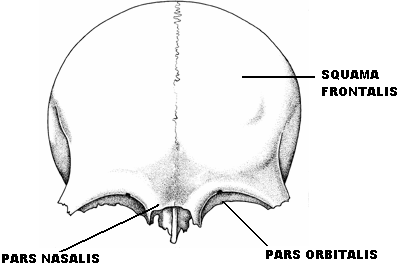 SQUAMA
FRONTALIS
PARS NASALIS
PARS ORBITALIS